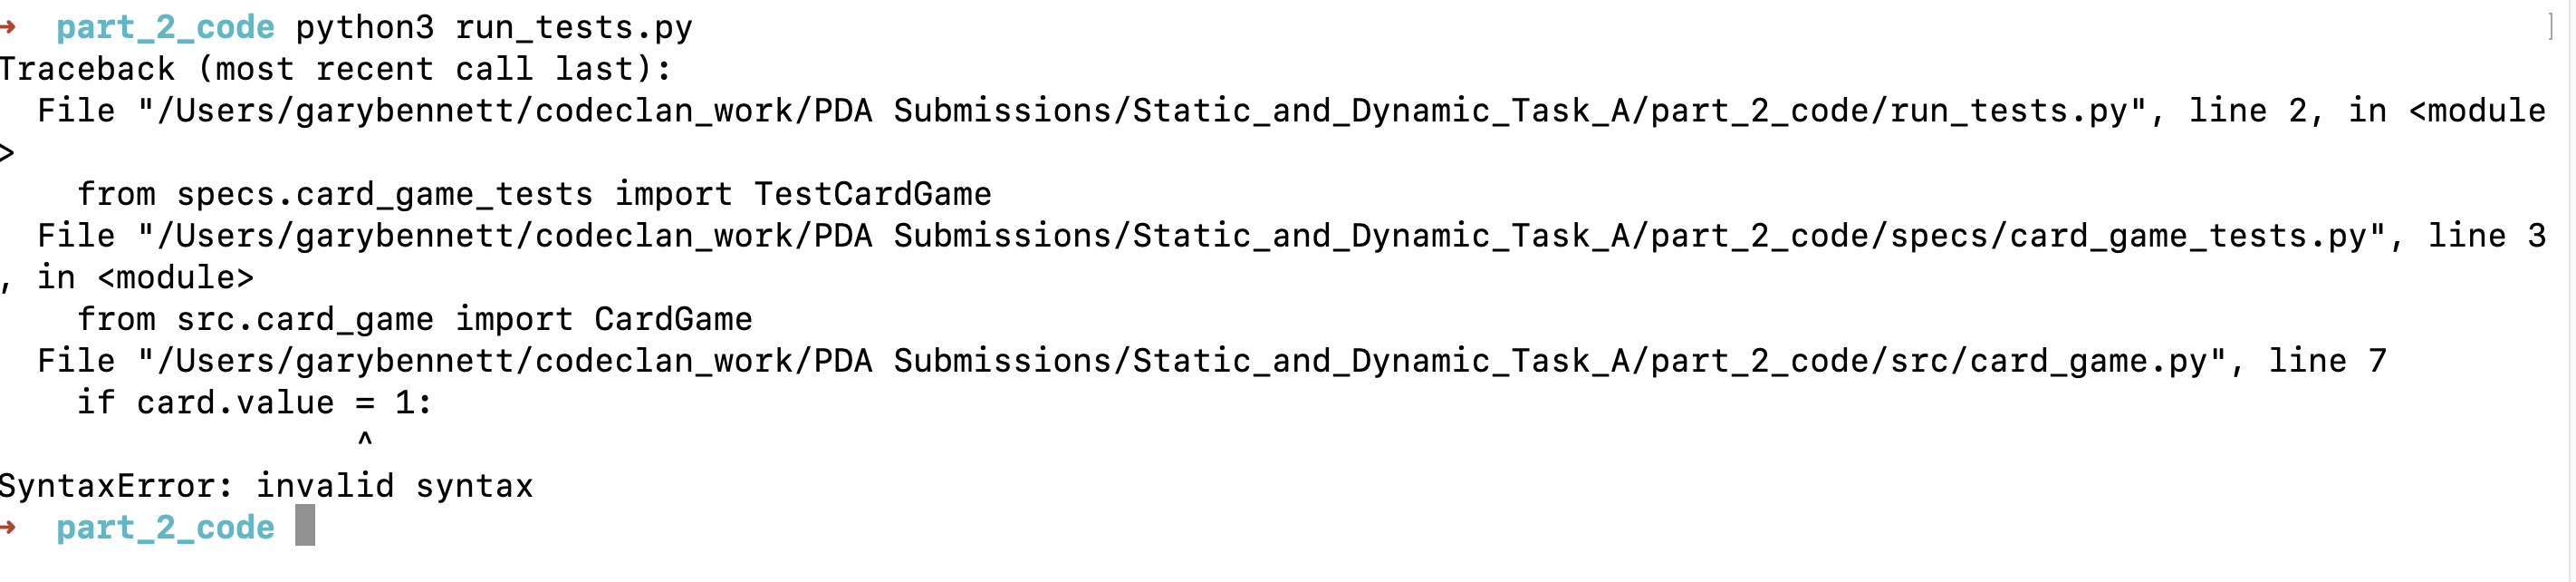 → part_2_code python3 run_tests.py ]
Traceback (most recent call last):
  File "/Users/garybennett/codeclan_work/PDA Submissions/Static_and_Dynamic_Task_A/part_2_code/run_tests.py", line 2, in <module
>
    from specs.card_game_tests import TestCardGame
  File "/Users/garybennett/codeclan_work/PDA Submissions/Static_and_Dynamic_Task_A/part_2_code/specs/card_game_tests.py", line 3
, in <module>
    from src.card_game import CardGame
  File "/Users/garybennett/codeclan_work/PDA Submissions/Static_and_Dynamic_Task_A/part_2_code/src/card_game.py", line 7
    if card.value = 1:
                  ^
SyntaxError: invalid syntax
→ part_2_code